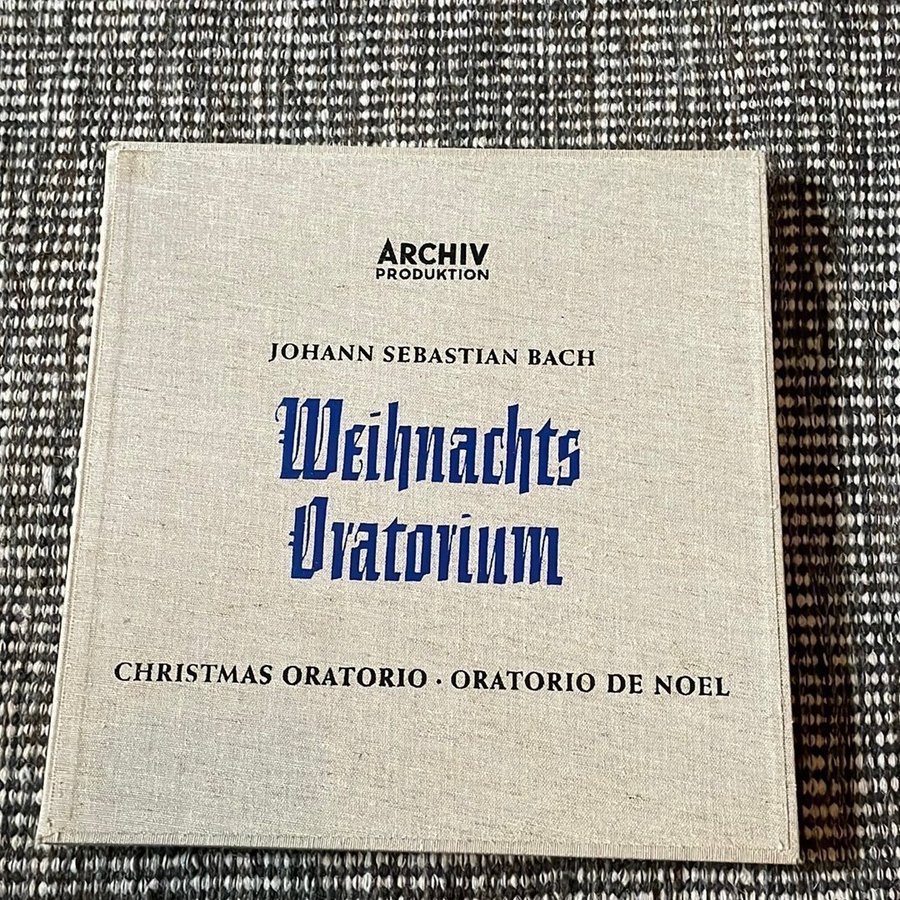 ARCHIV
PRODUKTION
JOHANN SEBASTIAN BACH
Weihnachts
Oratorium
CHRISTMAS ORATORIO · ORATORIO DE NOEL